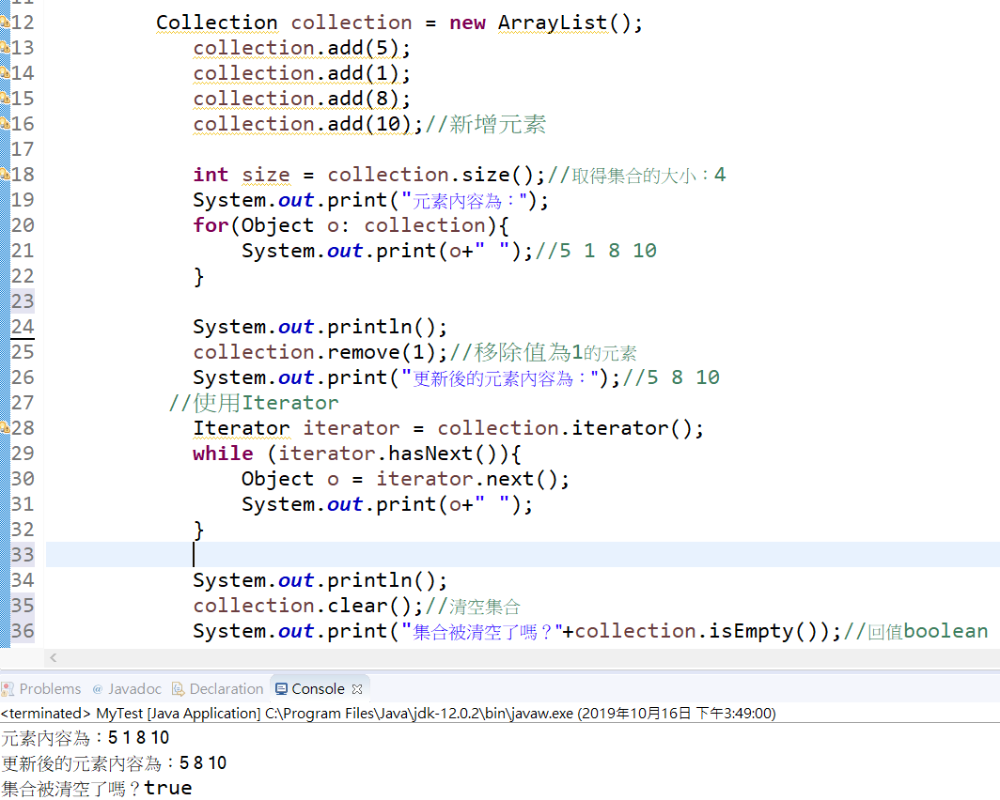 11
12 Collection collection = new ArrayList();
13 collection.add(5);
14 collection.add(1);
15 collection.add(8);
16 collection.add(10);//新增元素
17
18 int size = collection.size();//取得集合的大小：4
19 System.out.print("元素內容為：");
20 for(Object o: collection){
21 System.out.print(o+" ");//5 1 8 10
22 }
23
24 System.out.println();
25 collection.remove(1);//移除值為1的元素
26 System.out.print("更新後的元素內容為：");//5 8 10
27 //使用Iterator
28 Iterator iterator = collection.iterator();
29 while (iterator.hasNext()){
30 Object o = iterator.next();
31 System.out.print(o+" ");
32 }
33
34 System.out.println();
35 collection.clear();//清空集合
36 System.out.print("集合被清空了嗎？"+collection.isEmpty());//回值boolean
Problems @ Javadoc Declaration Console
<terminated> MyTest [Java Application] C:\Program Files\Java\jdk-12.0.2\bin\javaw.exe (2019年10月16日 下午3:49:00)
元素內容為：5 1 8 10
更新後的元素內容為：5 8 10
集合被清空了嗎？true